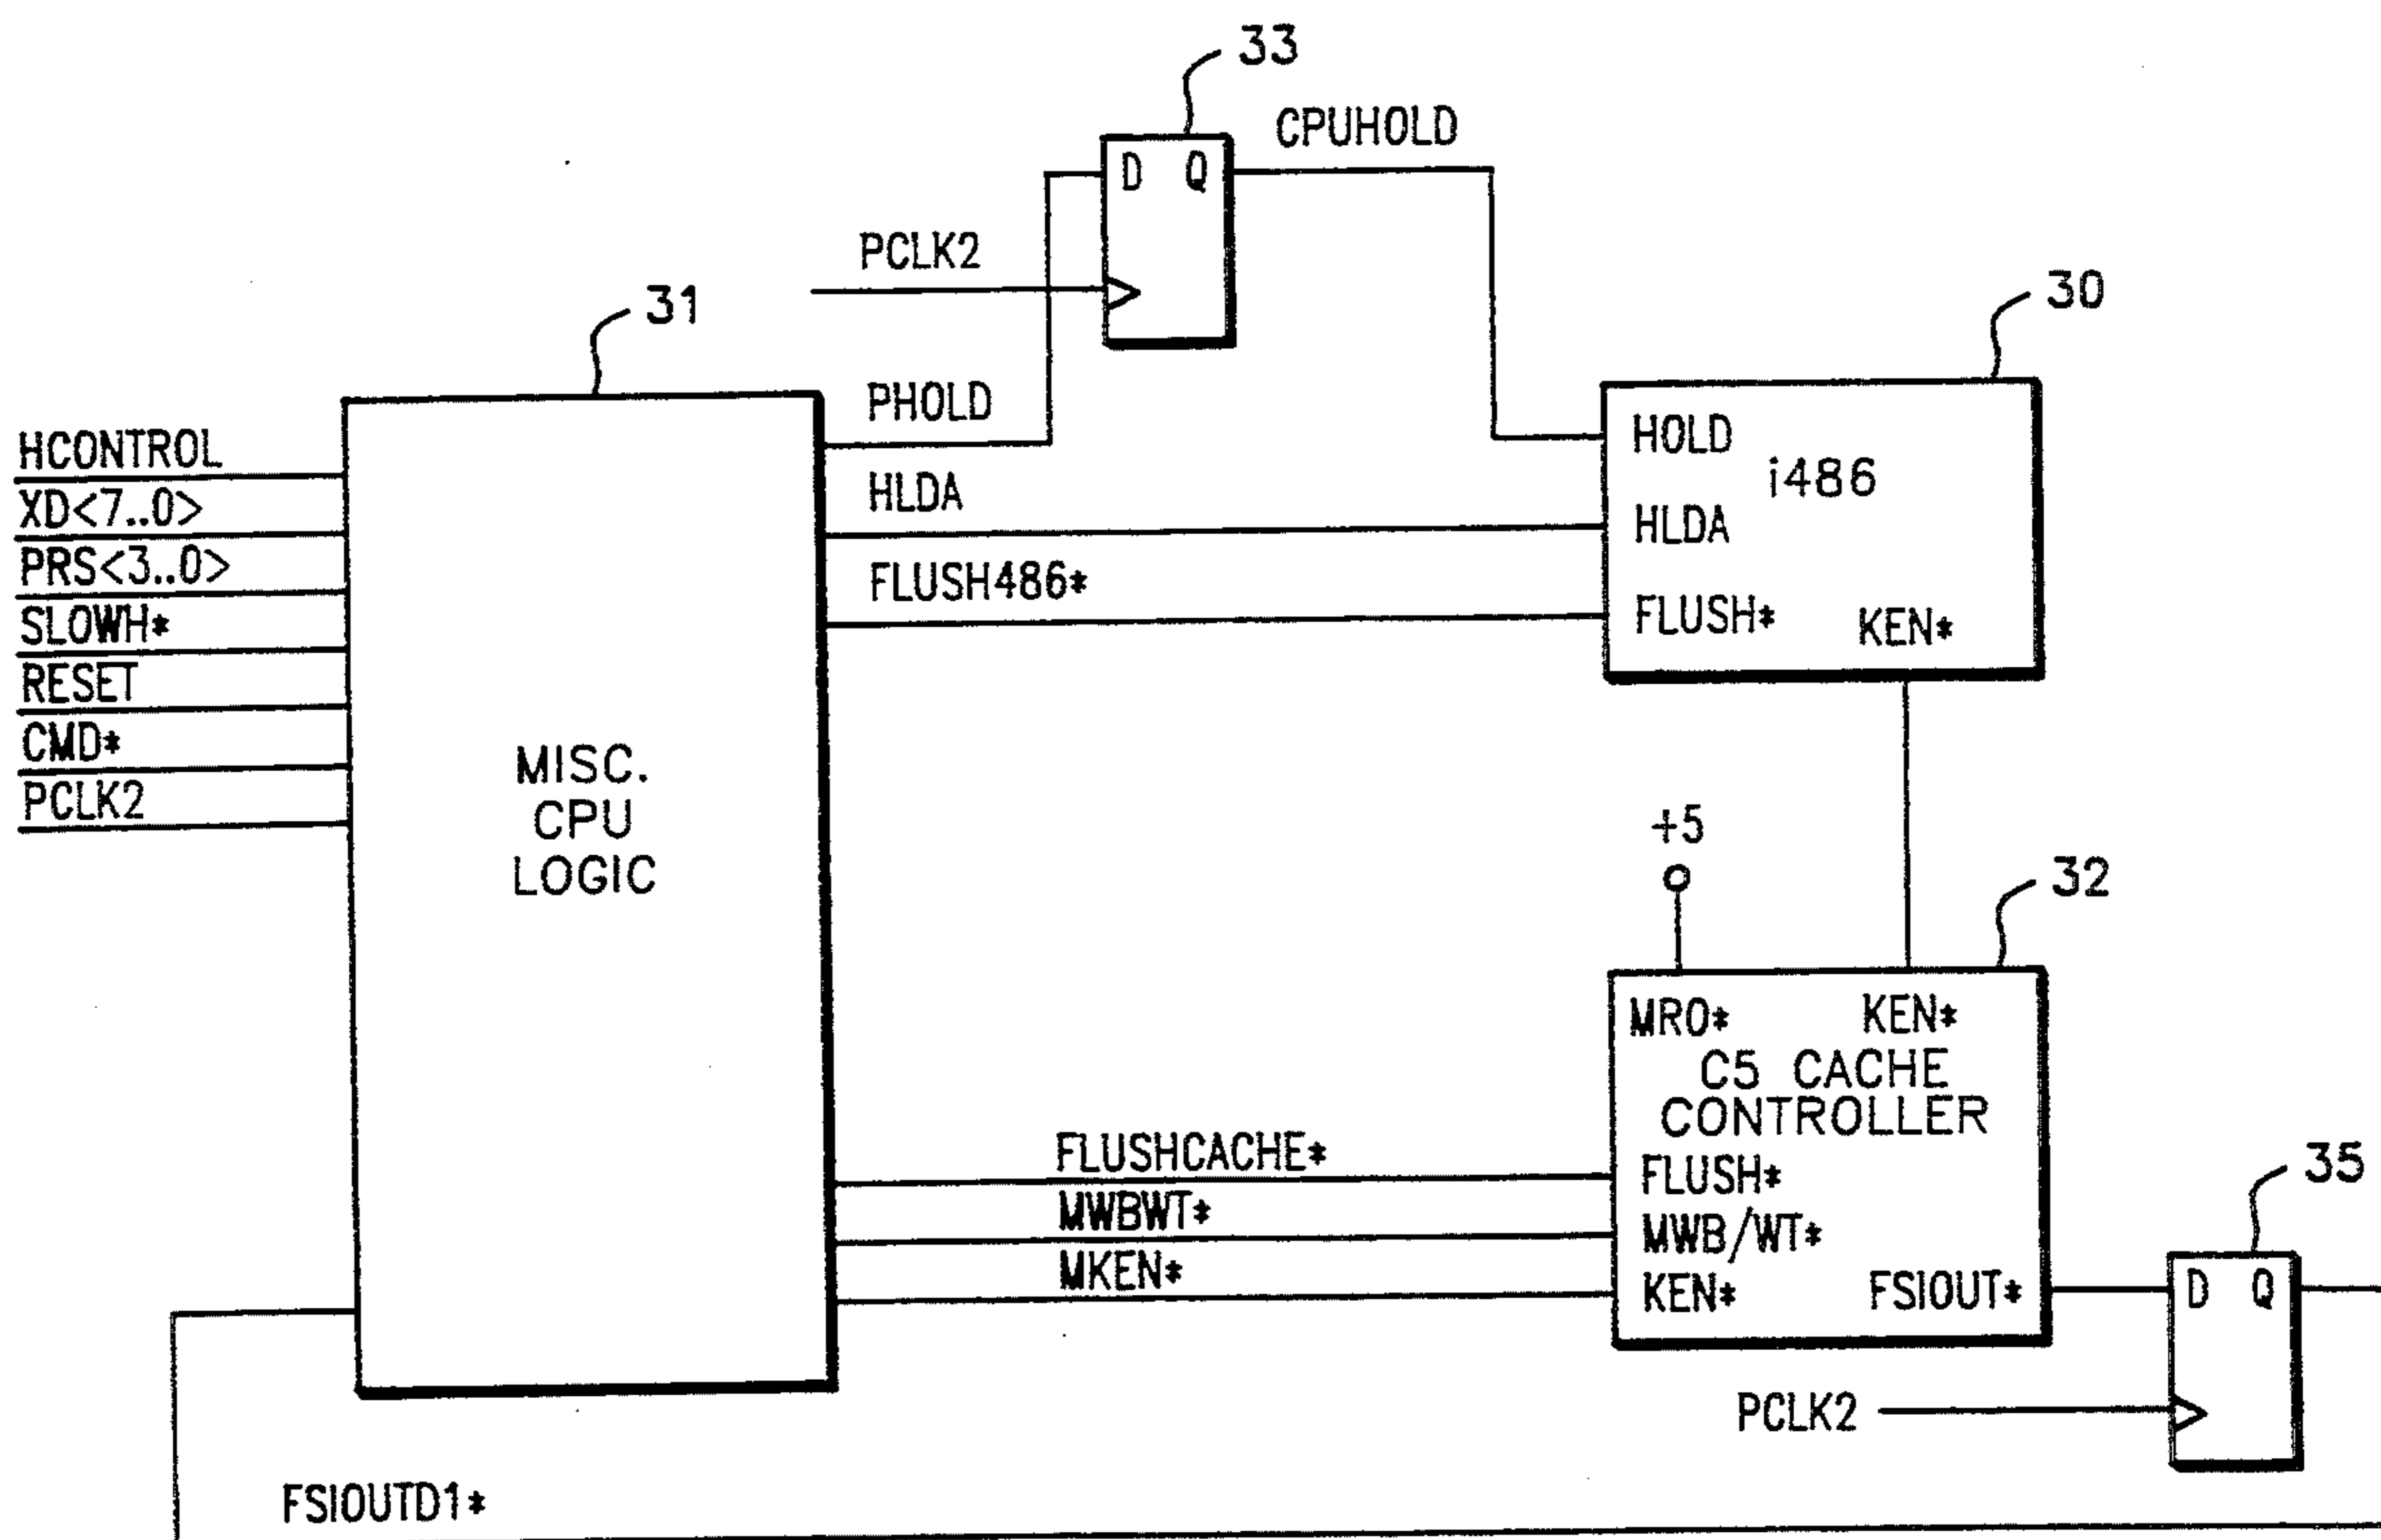 33
CPUHOLD
D Q
PCLK2
31
30
PHOLD
HCONTROL
HOLD
i486
HLDA
XD<7..0>
HLDA
PRS<3..0>
FLUSH486*
FLUSH*
KEN*
SLOWH*
RESET
CMD*
PCLK2
MISC.
CPU
LOGIC
+5
32
MRO*
KEN*
C5 CACHE
CONTROLLER
FLUSHCACHE*
FLUSH*
35
MWBWT*
MWB/WT*
MKEN*
KEN*
FSIOUT*
D Q
PCLK2
FSIOUTD1*